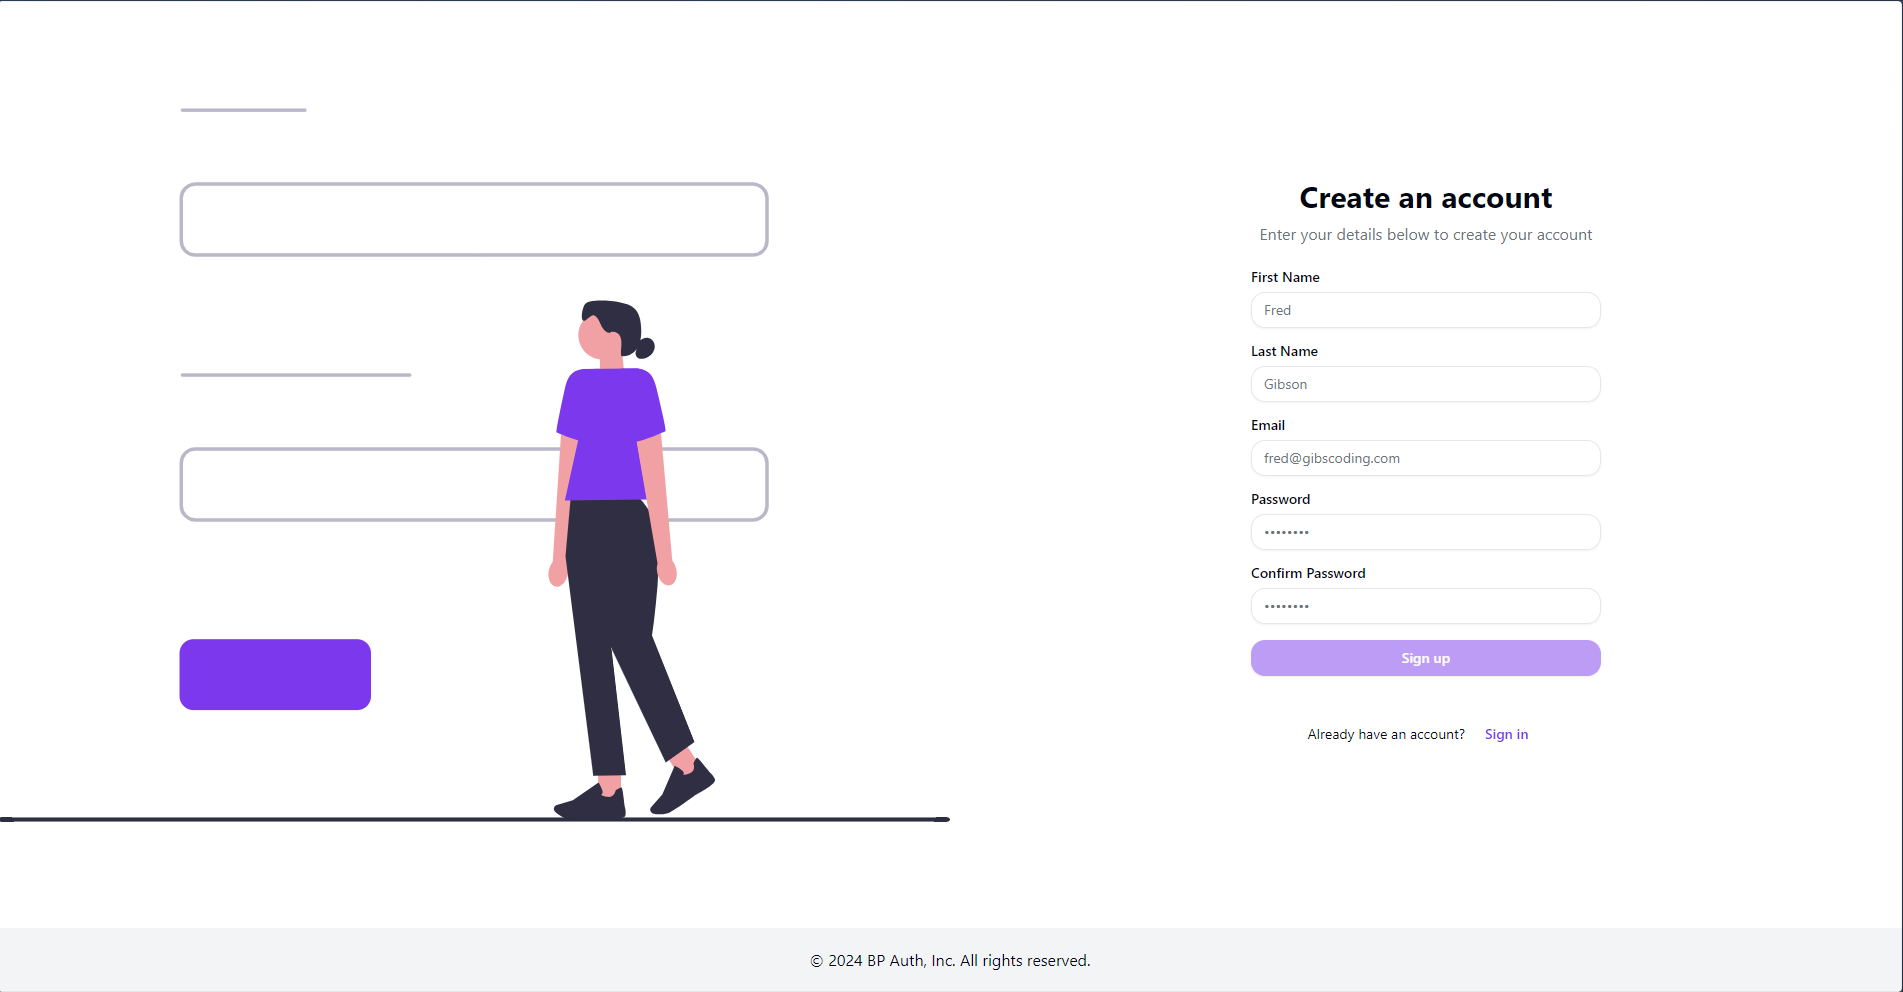 Create an account
Enter your details below to create your account
First Name
Fred
Last Name
Gibson
Email
fred@gibscoding.com
Password
••••••••
Confirm Password
••••••••
Sign up
Already have an account? Sign in
© 2024 BP Auth, Inc. All rights reserved.